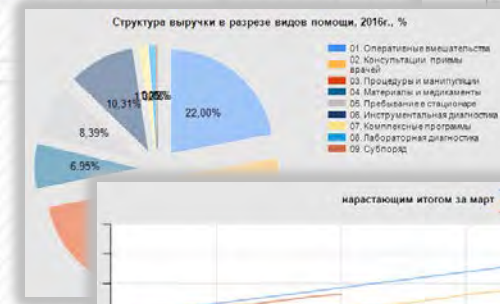 Структура выручки в разрезе видов помощи, 2016г., %
01. Оперативные вмешательства
02. Консультации приемы
врачей
03. Процедуры и манипуляции
04. Материалы и медикаменты
05. Пребывание в стационаре
06. Инструментальная диагностика
07. Комплексные программы
08. Лабораторная диагностика
09. Субподряд
22,00%
10,31%
8,39%
6,95%
нарастающим итогом за март